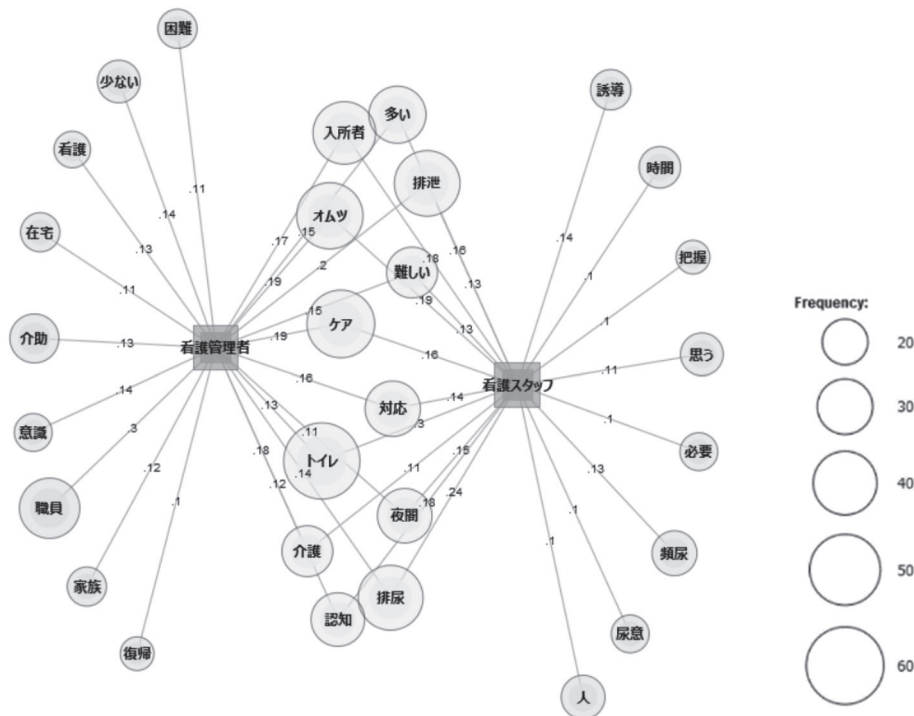 困難
少ない
看護
在宅
介助
意識
職員
家族
復帰
看護管理者
入所者
多い
排泄
オムツ
難しい
ケア
対応
トイレ
夜間
介護
認知
排尿
看護スタッフ
誘導
時間
把握
思う
必要
頻尿
尿意
人
.11
.14
.13
.11
.13
.14
.3
.12
.1
.17
.15
.19
.2
.15
.19
.16
.13
.11
.18
.14
.12
.16
.18
.13
.19
.13
.16
.14
.3
.11
.15
.18
.24
.14
.1
.1
.11
.1
.13
.1
.1
Frequency:
20
30
40
50
60